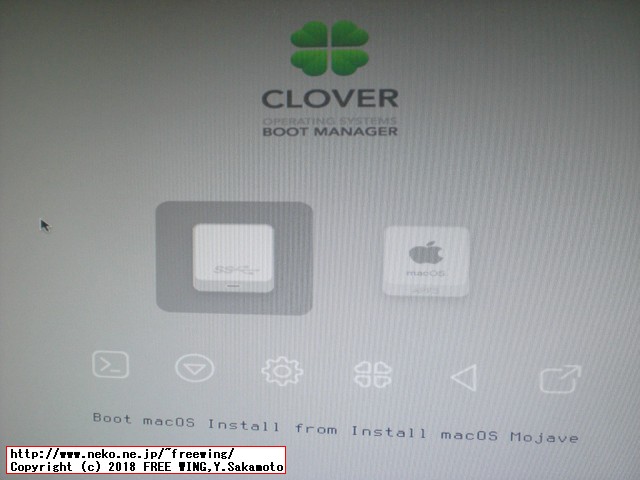 CLOVER
OPERATING SYSTEMS
BOOT MANAGER
macOS
Boot macOS Install from Install macOS Mojave
http://www.neko.ne.jp/~freewing/
Copyright (c) 2018 FREE WING,Y.Sakamoto